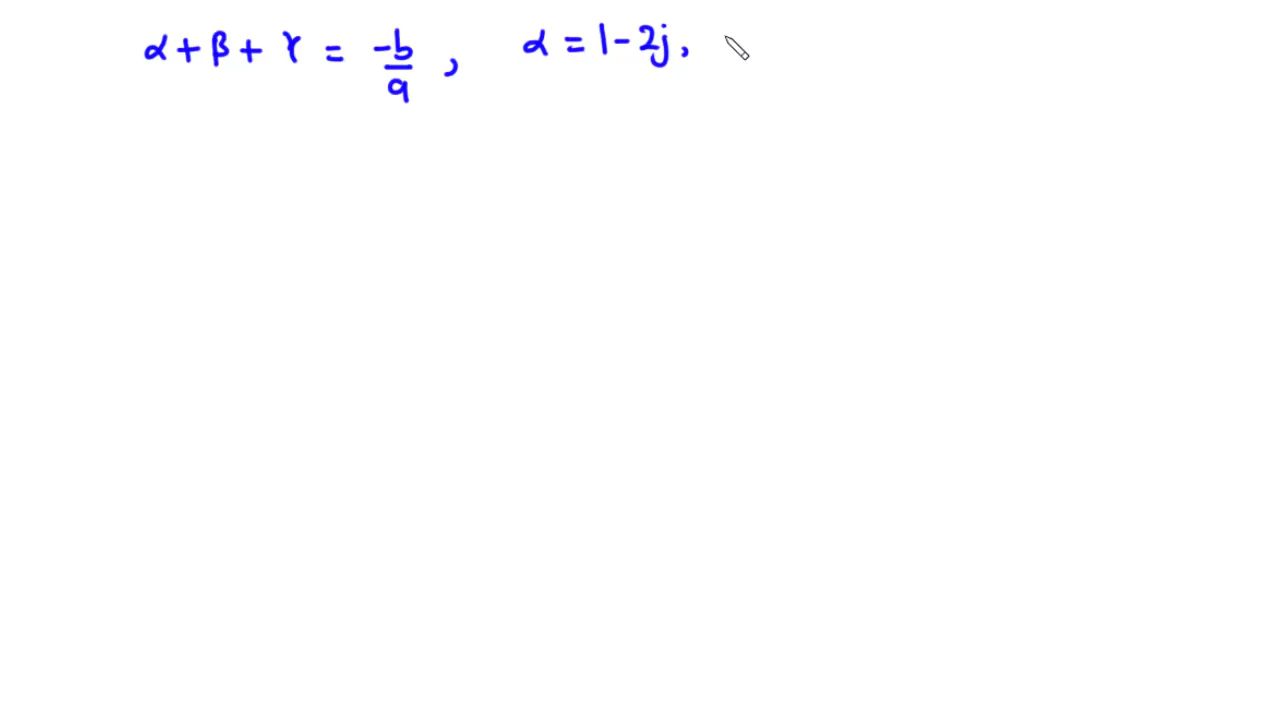 α + β + γ = -b/a , α = 1 - 2j,